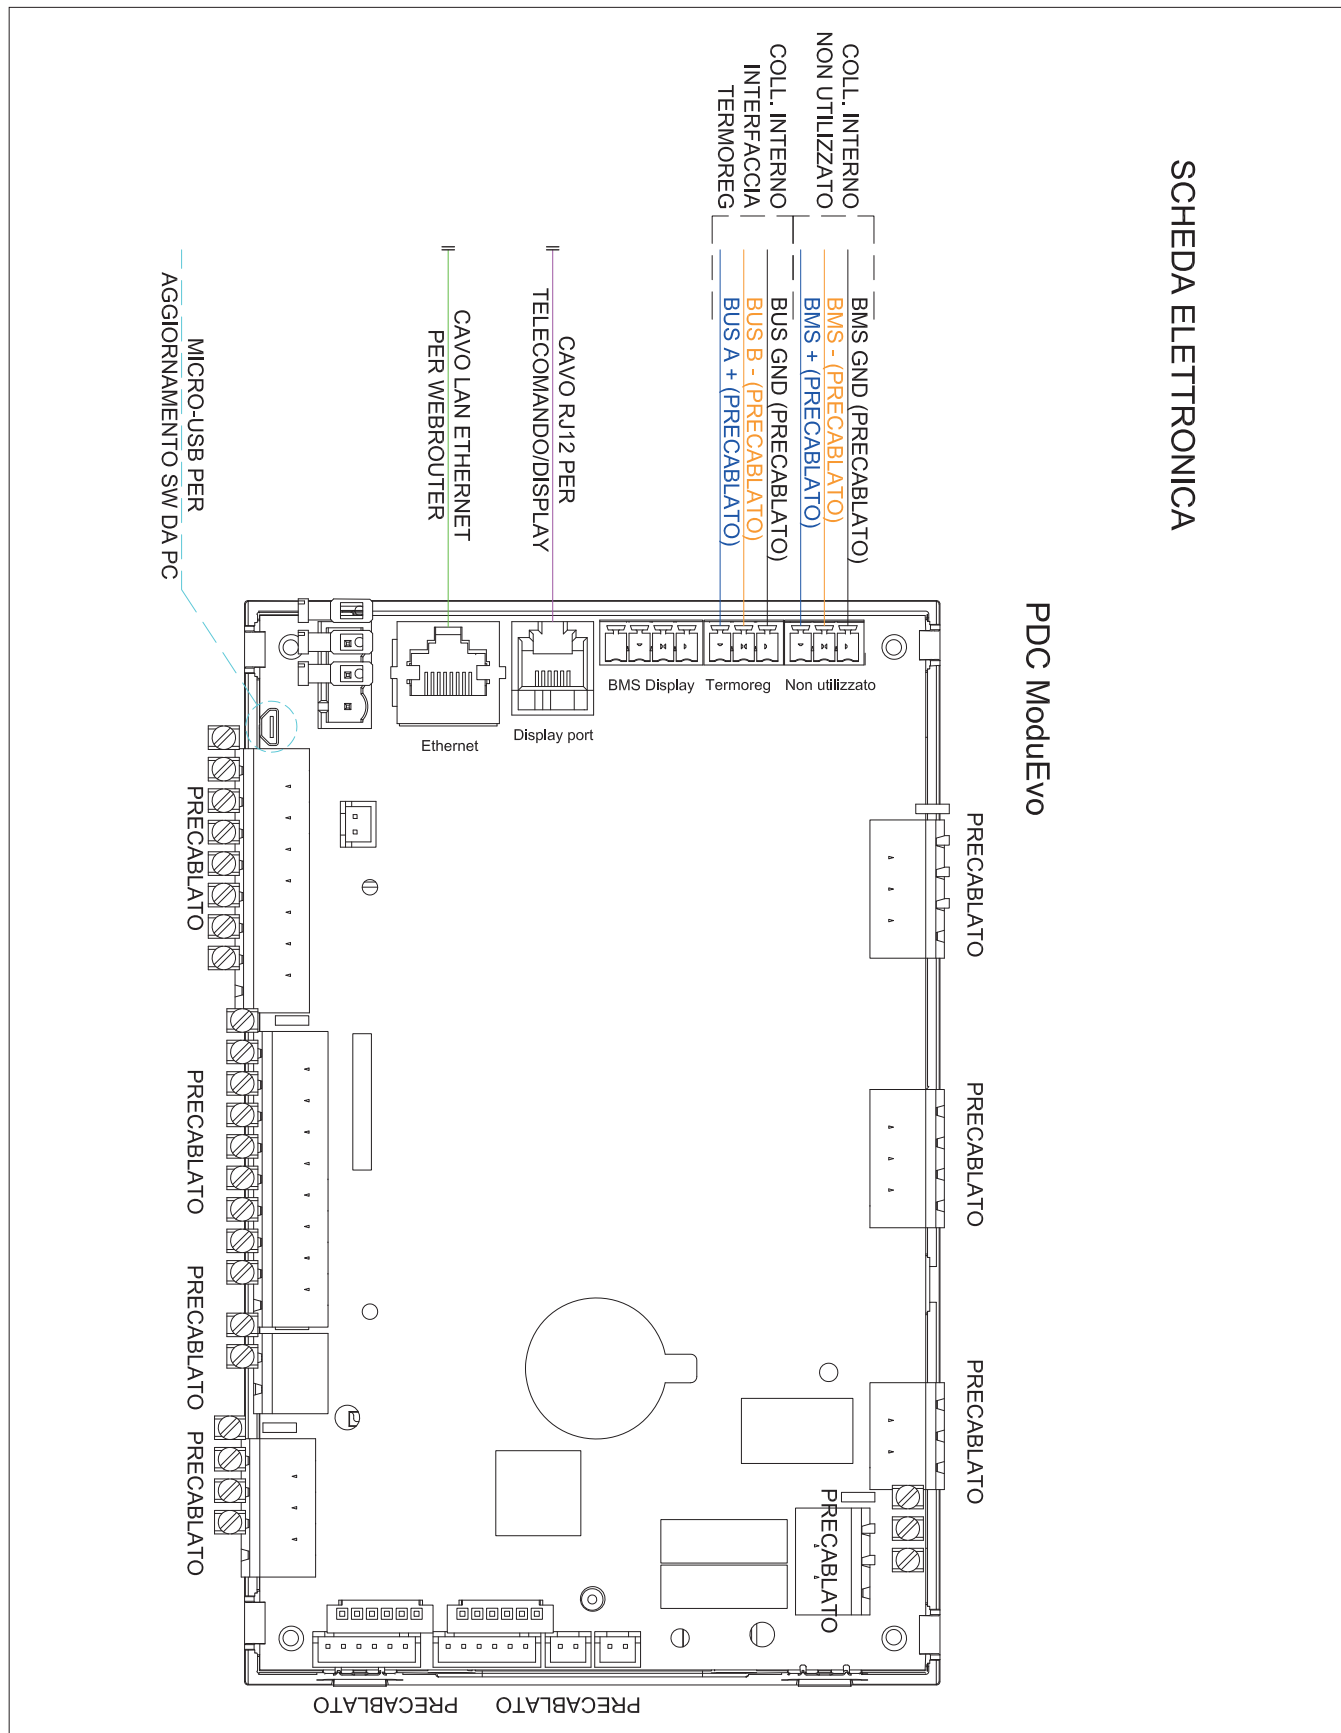 SCHEDA ELETTRONICA
PDC ModuEvo
COLL. INTERNO
NON UTILIZZATO
COLL. INTERNO
INTERFACCIA
TERMOREG
BMS GND (PRECABLATO)
BMS - (PRECABLATO)
BMS + (PRECABLATO)
BUS GND (PRECABLATO)
BUS B - (PRECABLATO)
BUS A + (PRECABLATO)
CAVO RJ12 PER
TELECOMANDO/DISPLAY
CAVO LAN ETHERNET
PER WEBROUTER
MICRO-USB PER
AGGIORNAMENTO SW DA PC
BMS Display
Termoreg
Non utilizzato
Display port
Ethernet
PRECABLATO
PRECABLATO
PRECABLATO
PRECABLATO
PRECABLATO
PRECABLATO
PRECABLATO
PRECABLATO
PRECABLATO
PRECABLATO